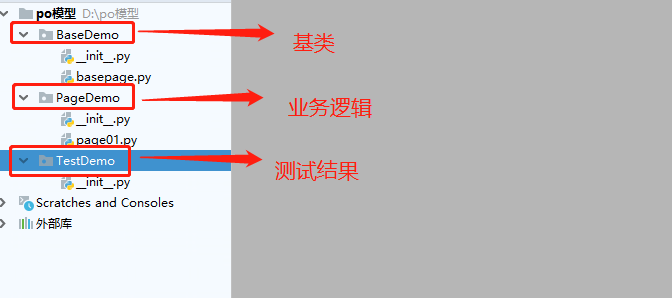 po模型 D:\po模型
BaseDemo
基类
__init__.py
basepage.py
PageDemo
业务逻辑
__init__.py
page01.py
TestDemo
测试结果
__init__.py
Scratches and Consoles
外部库